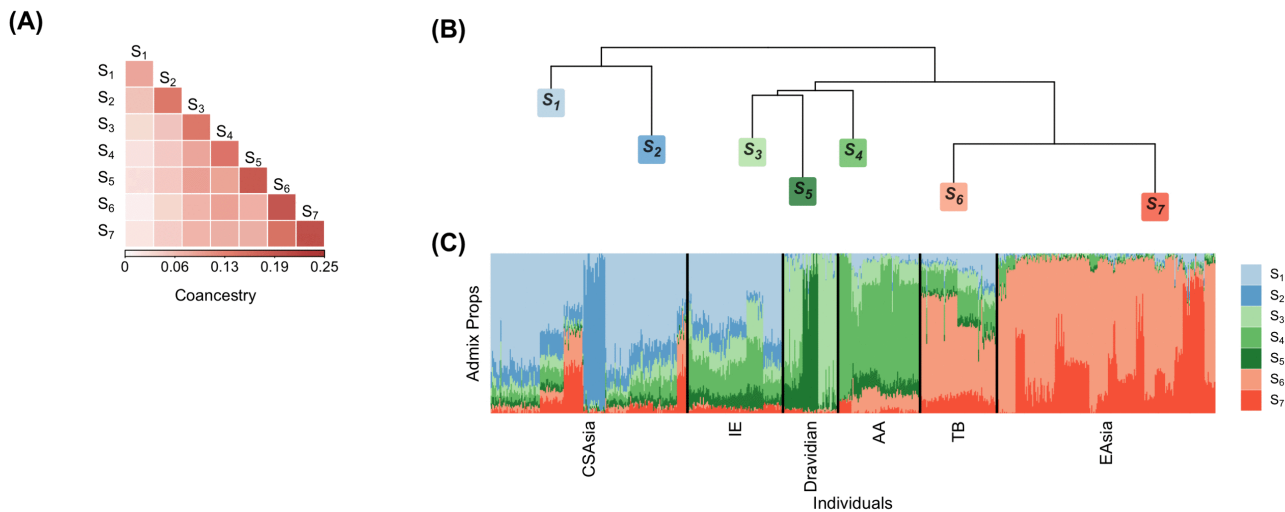 (A)
S1
S1
S2
S2
S3
S3
S4
S4
S5
S5
S6
S6
S7
S7
0 0.06 0.13 0.19 0.25
Coancestry
(B)
S1
S2
S3
S5
S4
S6
S7
(C)
Admix Props
CSAsia
IE
Dravidian
AA
TB
EAsia
Individuals
S1
S2
S3
S4
S5
S6
S7